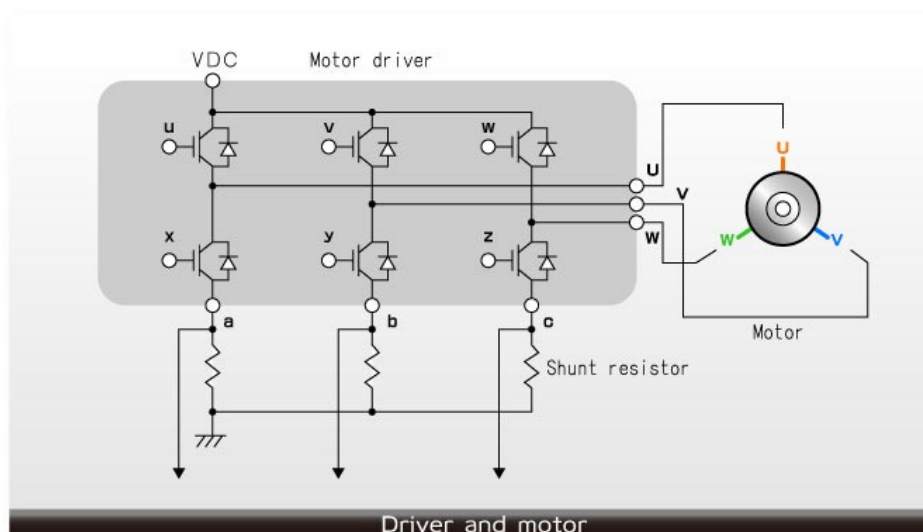 VDC
Motor driver
u
v
w
U
U
V
W
W
V
x
y
z
a
b
c
Motor
Shunt resistor
Driver and motor